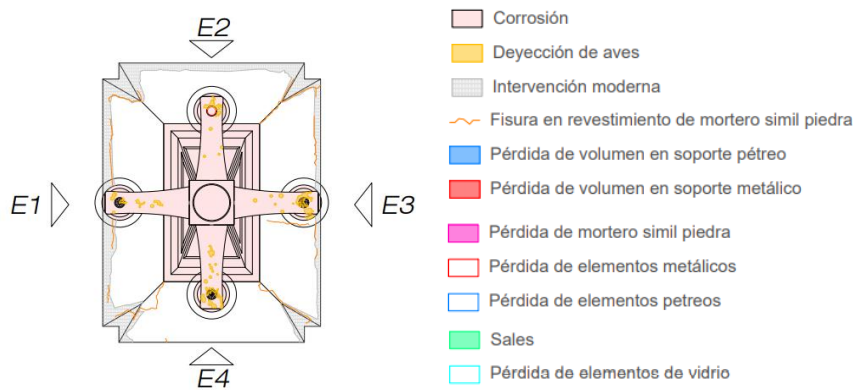 E2
E1
E3
E4
Corrosión
Deyección de aves
Intervención moderna
Fisura en revestimiento de mortero simil piedra
Pérdida de volumen en soporte pétreo
Pérdida de volumen en soporte metálico
Pérdida de mortero simil piedra
Pérdida de elementos metálicos
Pérdida de elementos petreos
Sales
Pérdida de elementos de vidrio